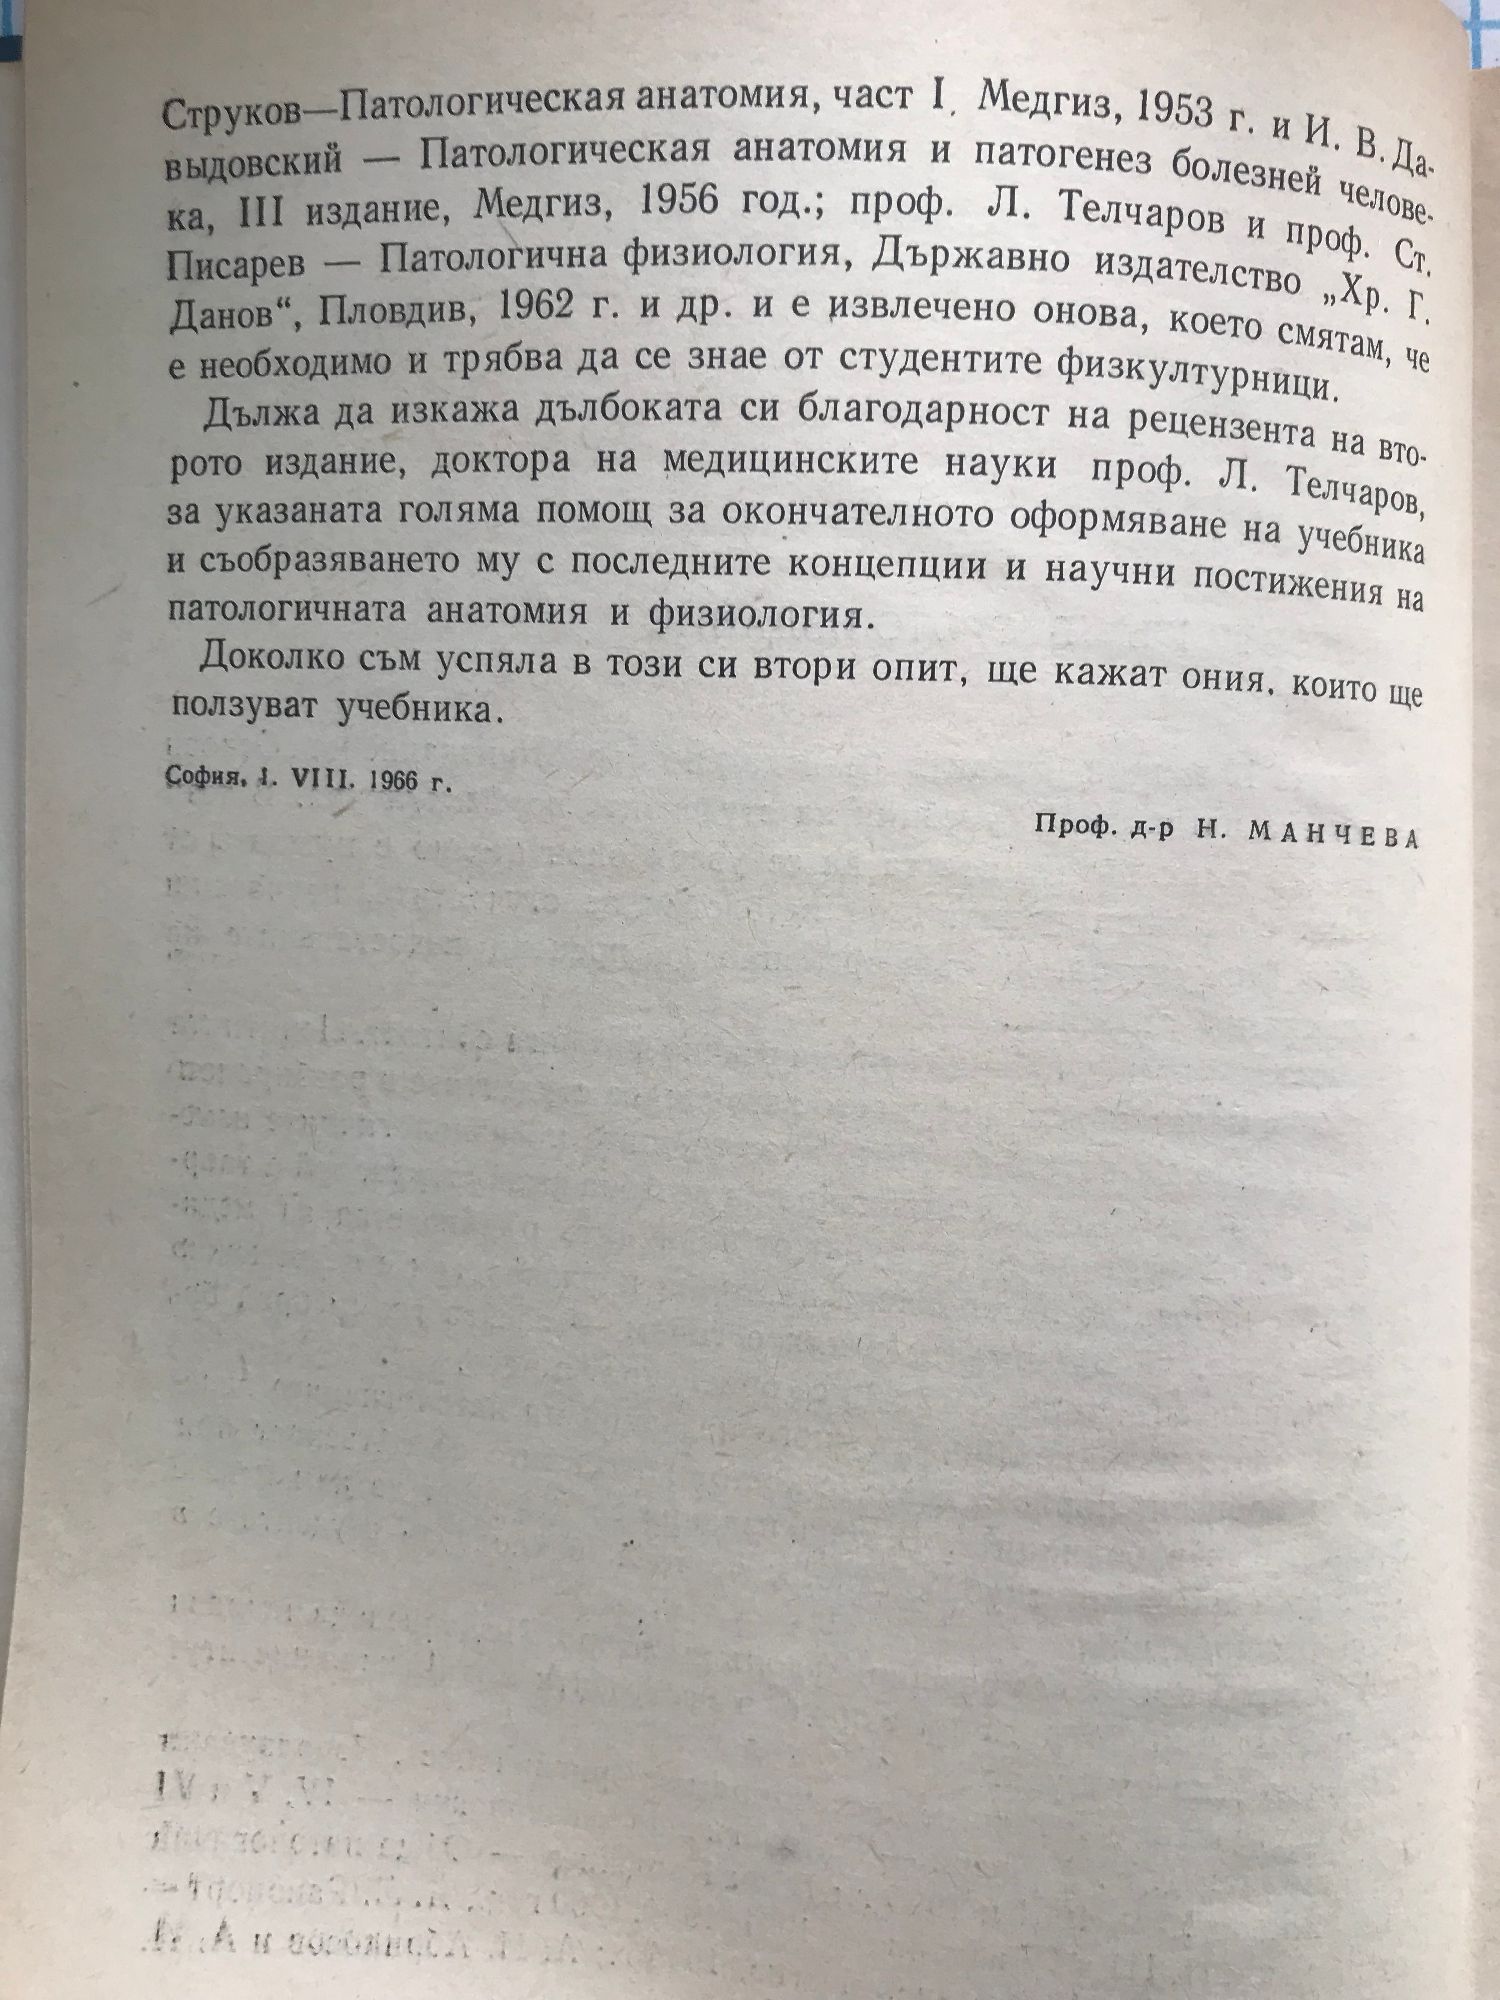 Струков—Патологическая анатомия, част I. Медгиз, 1953 г. и И. В. Да-
выдовский — Патологическая анатомия и патогенез болезней челове-
ка, III издание, Медгиз, 1956 год.; проф. Л. Телчаров и проф. Ст.
Писарев — Патологична физиология, Държавно издателство „Хр. Г.
Данов“, Пловдив, 1962 г. и др. и е извлечено онова, което смятам, че
е необходимо и трябва да се знае от студентите физкултурници.
Дължа да изкажа дълбоката си благодарност на рецензента на вто-
рото издание, доктора на медицинските науки проф. Л. Телчаров,
за указаната голяма помощ за окончателното оформяване на учебника
и съобразяването му с последните концепции и научни постижения на
патологичната анатомия и физиология.
Доколко съм успяла в този си втори опит, ще кажат ония, които ще
ползуват учебника.
София, 1. VIII. 1966 г.
Проф. д-р Н. МАНЧЕВА